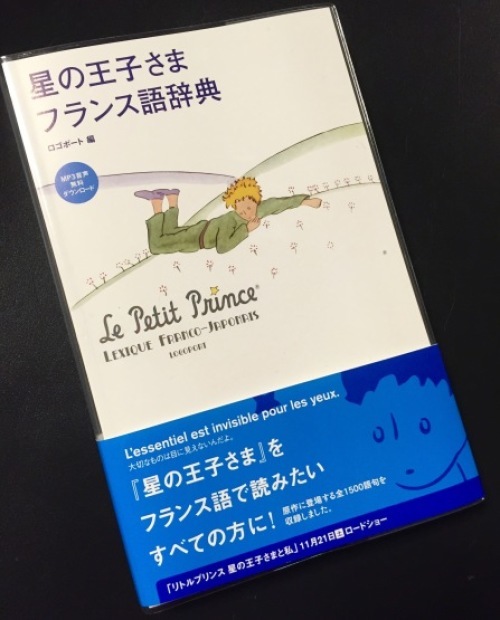 星の王子さま
フランス語辞典
ロゴポート 編
MP3音声
無料
ダウンロード
Le Petit Prince®
LEXIQUE FRANCO-JAPONAIS
LOGOPORT
L'essentiel est invisible pour les yeux.
大切なものは目に見えないんだよ。
『星の王子さま』を
フランス語で読みたい
すべての方に!
原作に登場する全1500語句を
収録しました。
「リトルプリンス 星の王子さまと私」11月21日土ロードショー